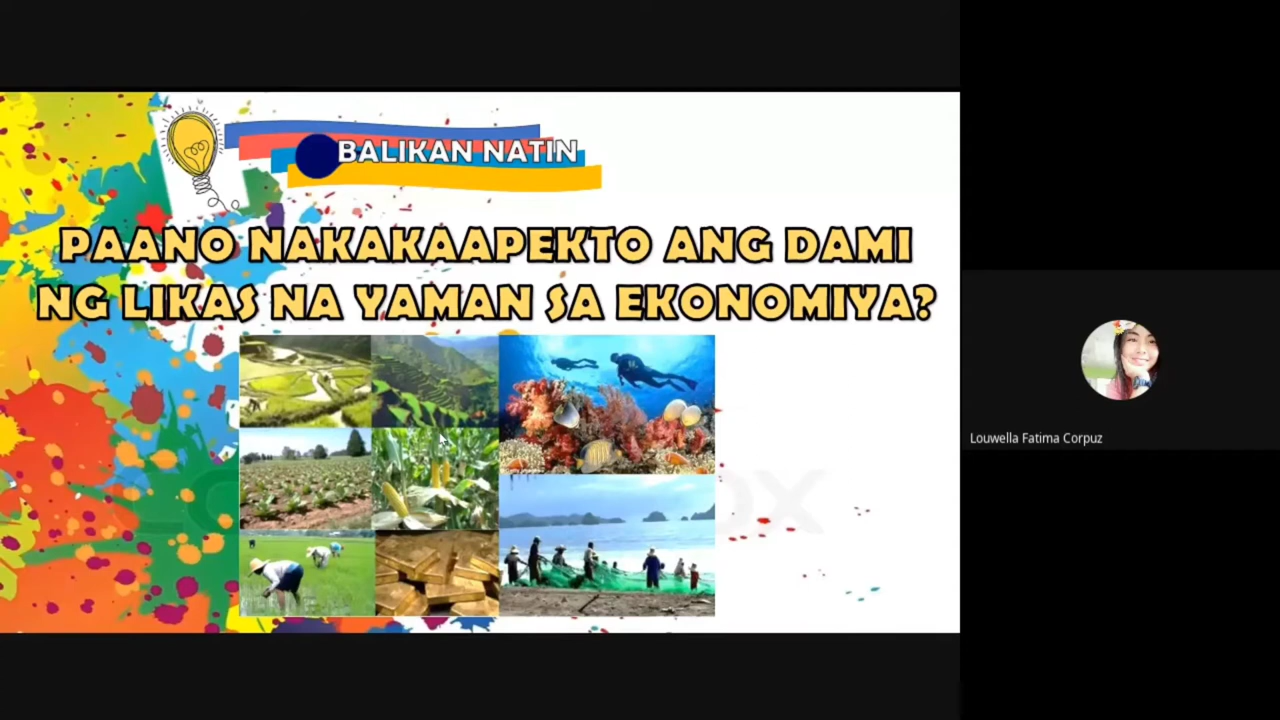 BALIKAN NATIN
PAANO NAKAKAAPEKTO ANG DAMI
NG LIKAS NA YAMAN SA EKONOMIYA?
Louwella Fatima Corpuz